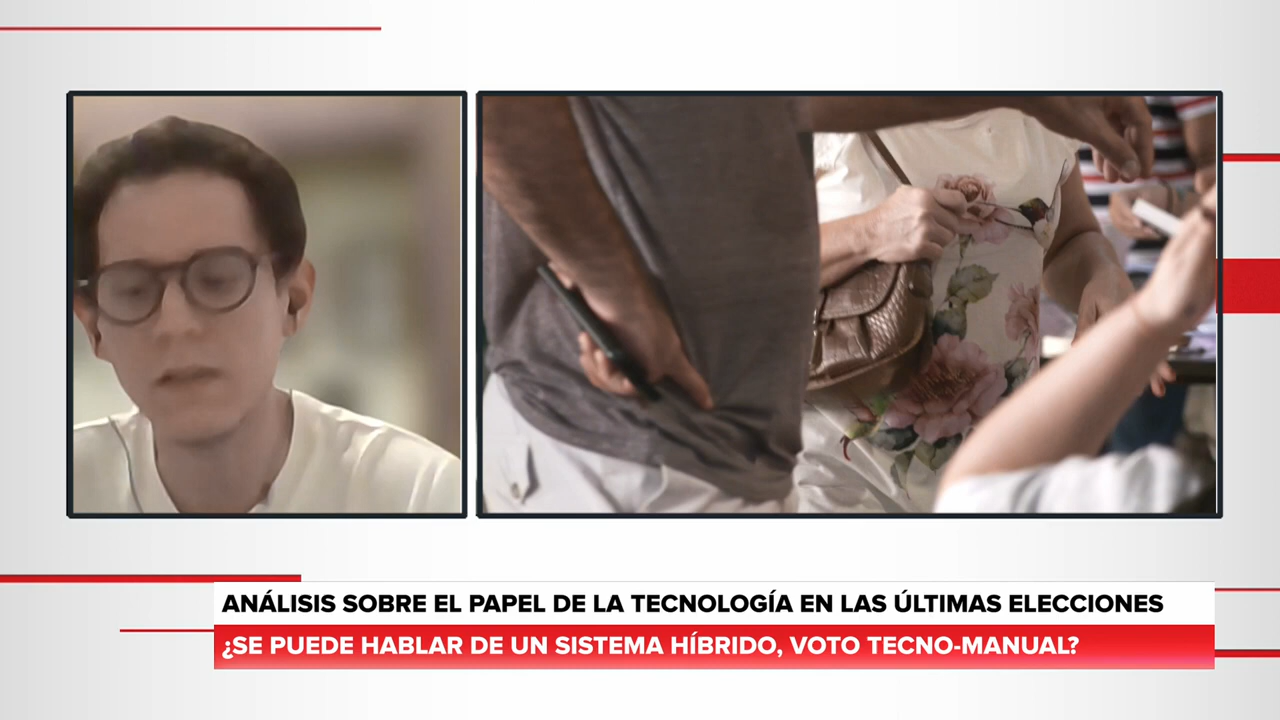 ANÁLISIS SOBRE EL PAPEL DE LA TECNOLOGÍA EN LAS ÚLTIMAS ELECCIONES
¿SE PUEDE HABLAR DE UN SISTEMA HÍBRIDO, VOTO TECNO-MANUAL?